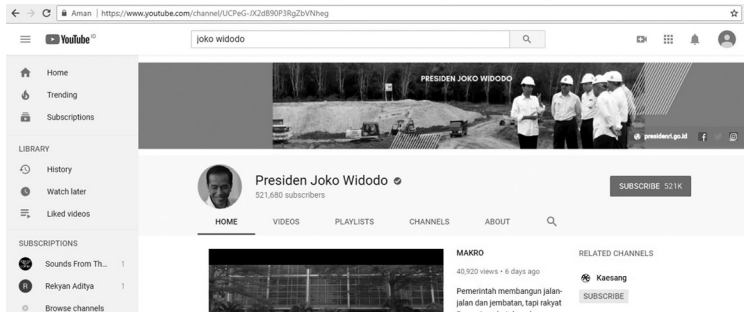 Aman | https://www.youtube.com/channel/UCPeG-JX2d890P3RgZbVNheg
YouTube ID
joko widodo
Home
Trending
Subscriptions
LIBRARY
History
Watch later
Liked videos
SUBSCRIPTIONS
Sounds From Th... 1
R Rekyan Aditya 1
Browse channels
PRESIDEN JOKO WIDODO
presidenri.go.id
Presiden Joko Widodo
521,680 subscribers
SUBSCRIBE 521K
HOME VIDEOS PLAYLISTS CHANNELS ABOUT
MAKRO
40,920 views • 6 days ago
Pemerintah membangun jalan-
jalan dan jembatan, tapi rakyat
RELATED CHANNELS
Kaesang
SUBSCRIBE